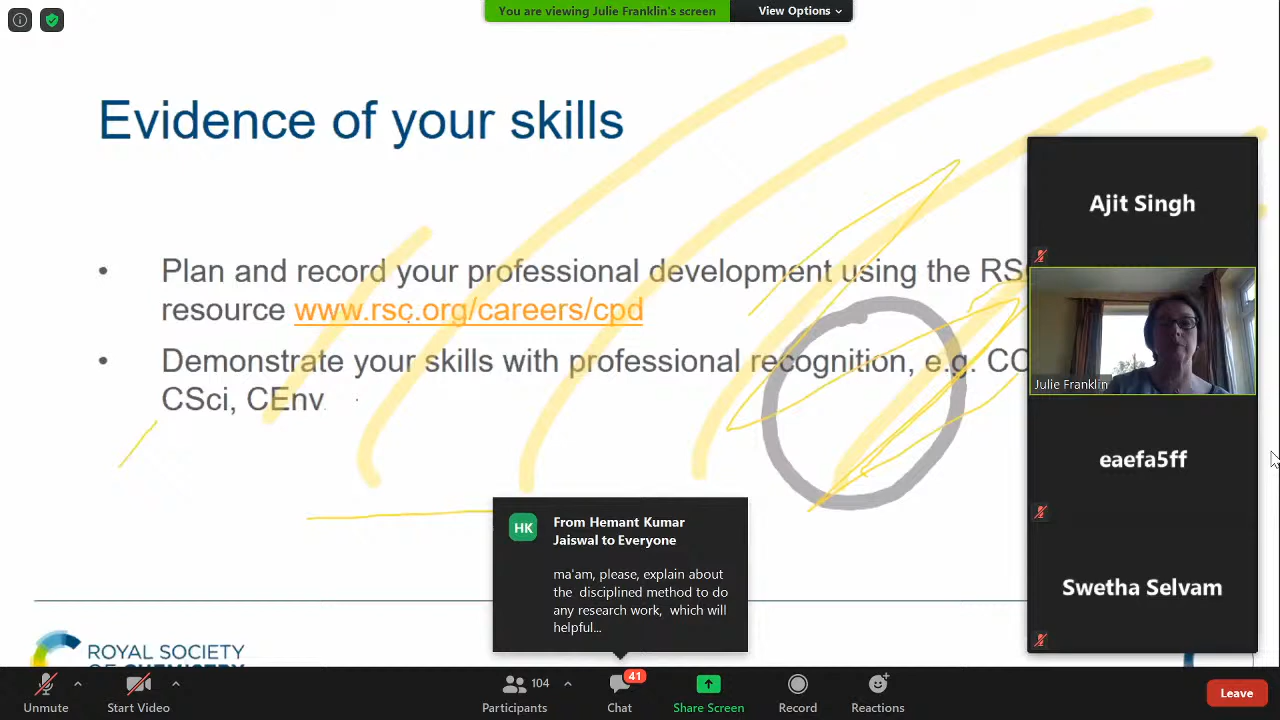 You are viewing Julie Franklin's screen
View Options
Evidence of your skills
• Plan and record your professional development using the
resource www.rsc.org/careers/cpd
• Demonstrate your skills with professional recognition, e.g.
CSci, CEnv
Ajit Singh
Julie Franklin
eaefa5ff
Swetha Selvam
HK
From Hemant Kumar
Jaiswal to Everyone
ma'am, please, explain about
the disciplined method to do
any research work, which will
helpful...
ROYAL SOCIETY
OF CHEMISTRY
Unmute
Start Video
104
Participants
41
Chat
Share Screen
Record
Reactions
Leave